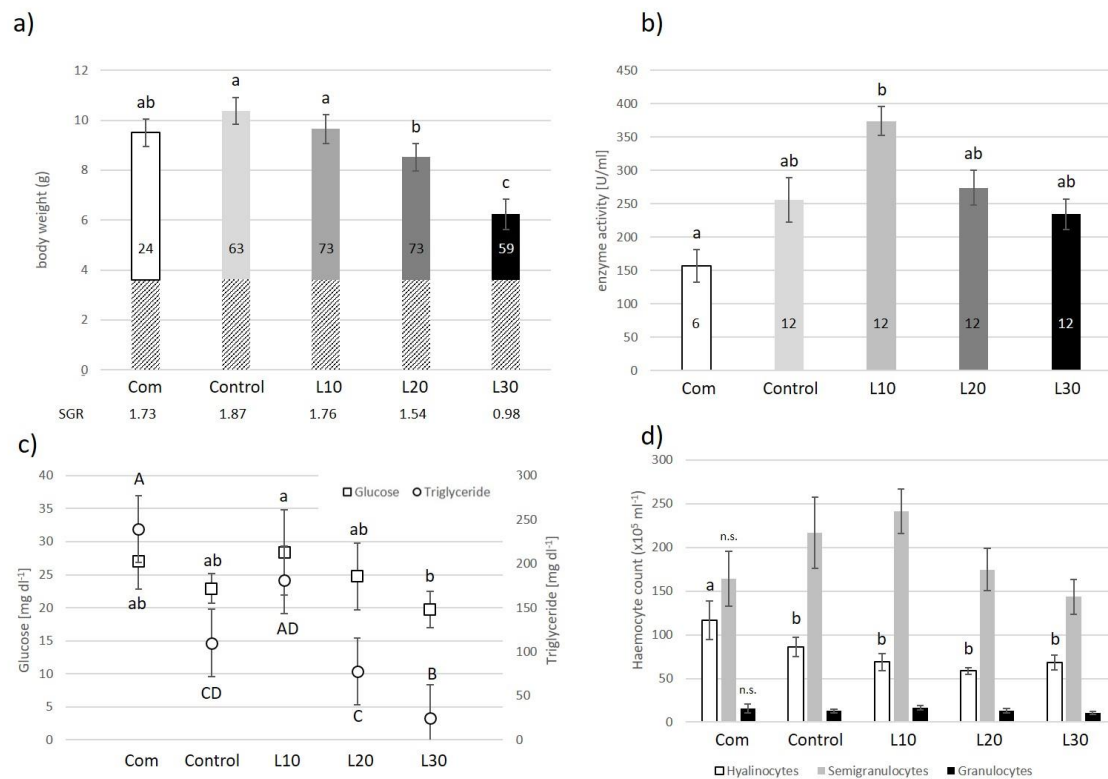 a)
12
10
8
6
4
2
0
body weight (g)
ab
a
a
b
c
24
63
73
73
59
Com Control L10 L20 L30
SGR 1.73 1.87 1.76 1.54 0.98
b)
450
400
350
300
250
200
150
100
50
0
enzyme activity [U/ml]
a
ab
b
ab
ab
6
12
12
12
12
Com Control L10 L20 L30
c)
40
35
30
25
20
15
10
5
0
Glucose [mg dl⁻¹]
300
250
200
150
100
50
0
Triglyceride [mg dl⁻¹]
Glucose Triglyceride
A
ab
ab
CD
a
AD
ab
C
b
B
Com Control L10 L20 L30
d)
300
250
200
150
100
50
0
Haemocyte count (x10⁵ ml⁻¹)
a
n.s.
n.s.
b
b
b
b
Com Control L10 L20 L30
Hyalinocytes Semigranulocytes Granulocytes